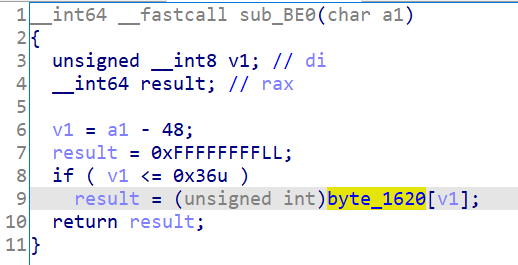 1 __int64 __fastcall sub_BE0(char a1)
2 {
3 unsigned __int8 v1; // di
4 __int64 result; // rax
5
6 v1 = a1 - 48;
7 result = 0xFFFFFFFFLL;
8 if ( v1 <= 0x36u )
9 result = (unsigned int)byte_1620[v1];
10 return result;
11 }